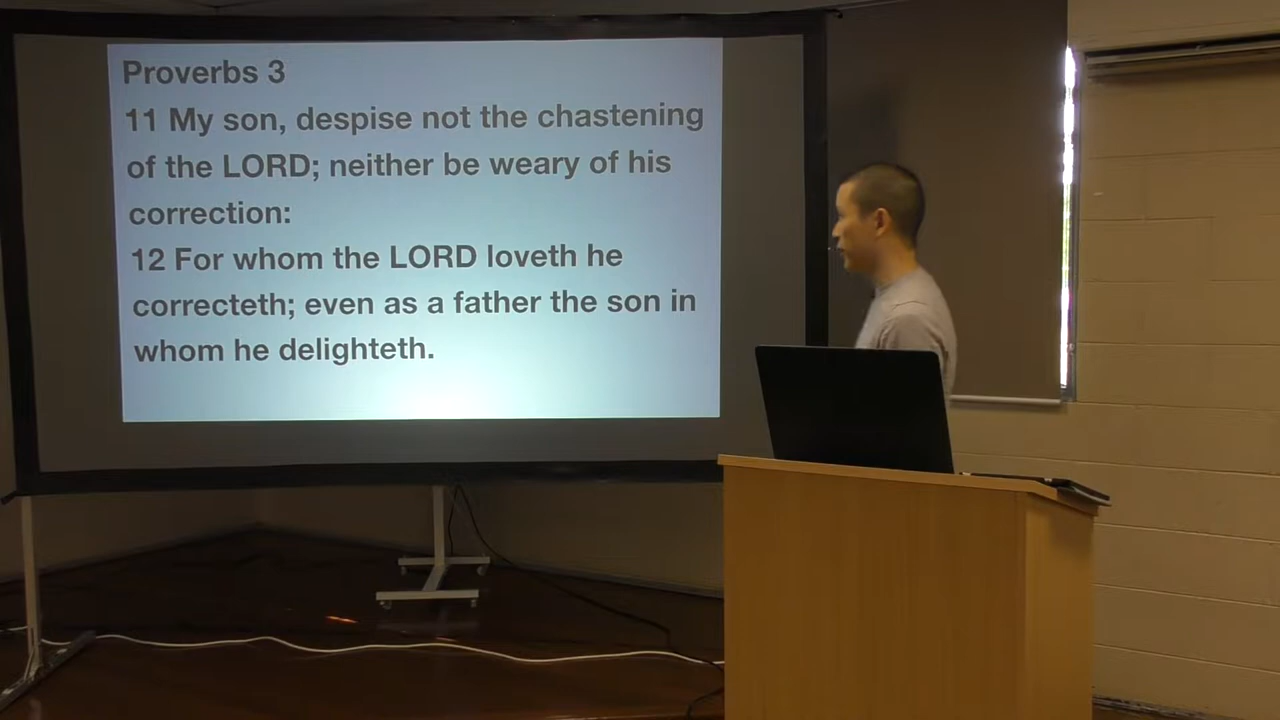 Proverbs 3
11 My son, despise not the chastening
of the LORD; neither be weary of his
correction:
12 For whom the LORD loveth he
correcteth; even as a father the son in
whom he delighteth.